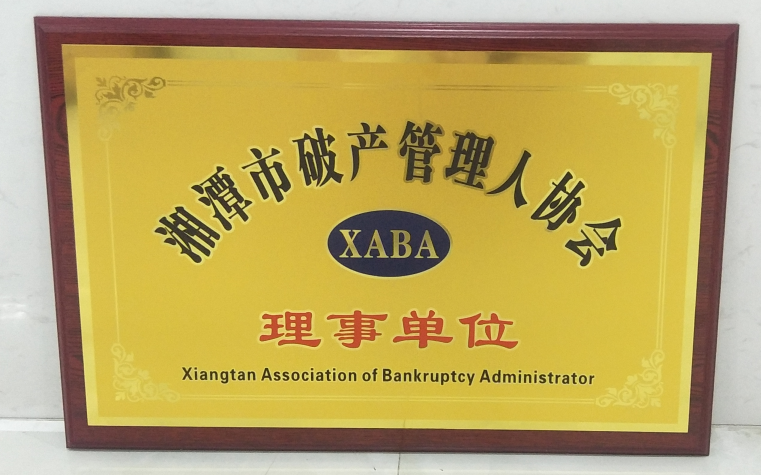 湘潭市破产管理人协会
XABA
理事单位
Xiangtan Association of Bankruptcy Administrator